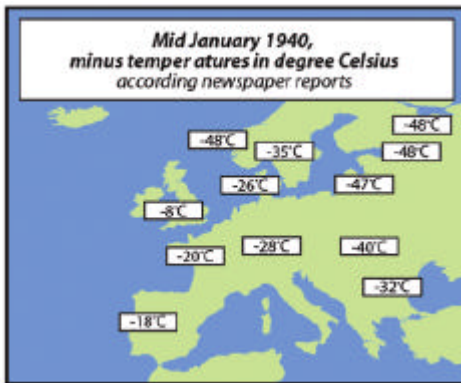 Mid January 1940,
minus temper atures in degree Celsius
according newspaper reports
-48°C
-48°C
-35°C
-48°C
-26°C
-47°C
-8°C
-28°C
-40°C
-20°C
-32°C
-18°C